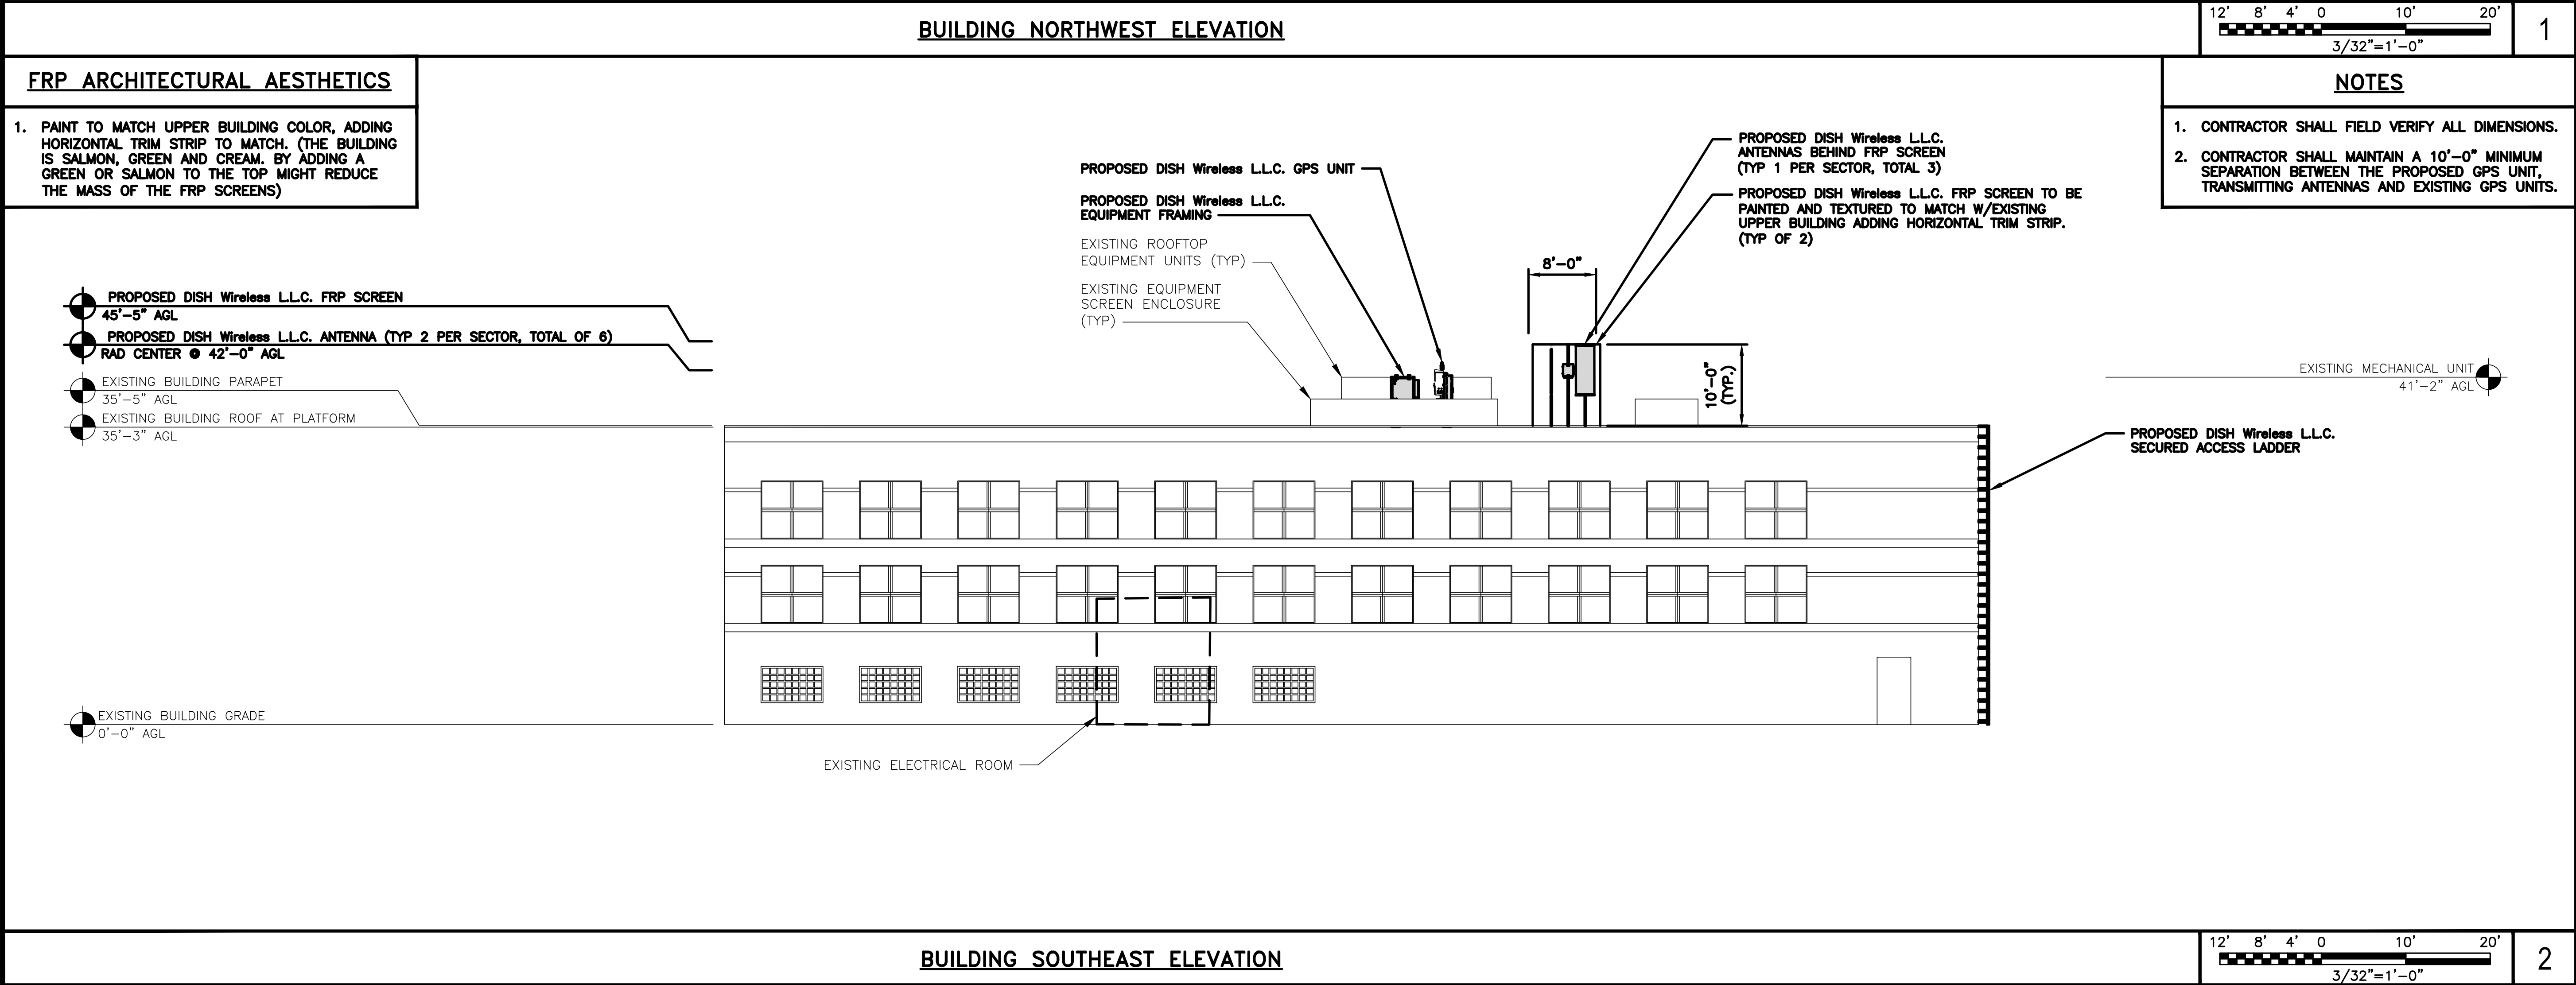 BUILDING NORTHWEST ELEVATION
12' 8' 4' 0 10' 20'
3/32"=1'-0"
1
FRP ARCHITECTURAL AESTHETICS
1. PAINT TO MATCH UPPER BUILDING COLOR, ADDING
HORIZONTAL TRIM STRIP TO MATCH. (THE BUILDING
IS SALMON, GREEN AND CREAM. BY ADDING A
GREEN OR SALMON TO THE TOP MIGHT REDUCE
THE MASS OF THE FRP SCREENS)
NOTES
1. CONTRACTOR SHALL FIELD VERIFY ALL DIMENSIONS.
2. CONTRACTOR SHALL MAINTAIN A 10'-0" MINIMUM
SEPARATION BETWEEN THE PROPOSED GPS UNIT,
TRANSMITTING ANTENNAS AND EXISTING GPS UNITS.
PROPOSED DISH Wireless L.L.C. GPS UNIT
PROPOSED DISH Wireless L.L.C.
EQUIPMENT FRAMING
EXISTING ROOFTOP
EQUIPMENT UNITS (TYP)
EXISTING EQUIPMENT
SCREEN ENCLOSURE
(TYP)
PROPOSED DISH Wireless L.L.C.
ANTENNAS BEHIND FRP SCREEN
(TYP 1 PER SECTOR, TOTAL 3)
PROPOSED DISH Wireless L.L.C. FRP SCREEN TO BE
PAINTED AND TEXTURED TO MATCH W/EXISTING
UPPER BUILDING ADDING HORIZONTAL TRIM STRIP.
(TYP OF 2)
8'-0"
10'-0"
(TYP.)
PROPOSED DISH Wireless L.L.C. FRP SCREEN
45'-5" AGL
PROPOSED DISH Wireless L.L.C. ANTENNA (TYP 2 PER SECTOR, TOTAL OF 6)
RAD CENTER @ 42'-0" AGL
EXISTING BUILDING PARAPET
35'-5" AGL
EXISTING BUILDING ROOF AT PLATFORM
35'-3" AGL
EXISTING MECHANICAL UNIT
41'-2" AGL
PROPOSED DISH Wireless L.L.C.
SECURED ACCESS LADDER
EXISTING BUILDING GRADE
0'-0" AGL
EXISTING ELECTRICAL ROOM
BUILDING SOUTHEAST ELEVATION
12' 8' 4' 0 10' 20'
3/32"=1'-0"
2